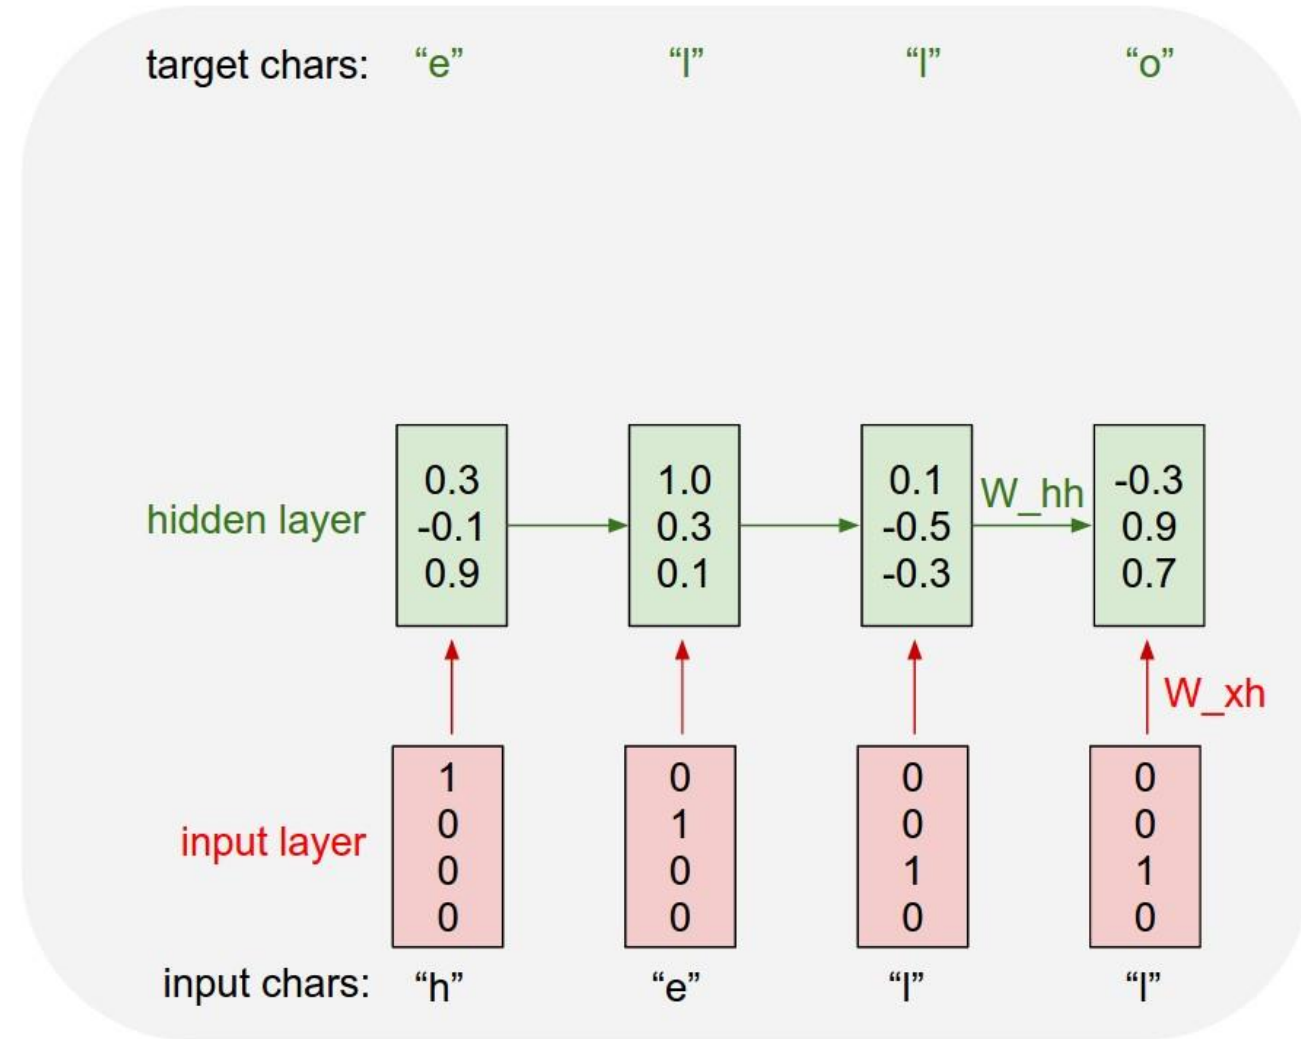 target chars: “e” “l” “l” “o”
0.3 1.0 0.1 W_hh -0.3
hidden layer -0.1 0.3 -0.5 0.9
0.9 0.1 -0.3 0.7
W_xh
1 0 0 0
0 1 0 0
input layer 0 0 1 1
0 0 0 0
input chars: “h” “e” “l” “l”